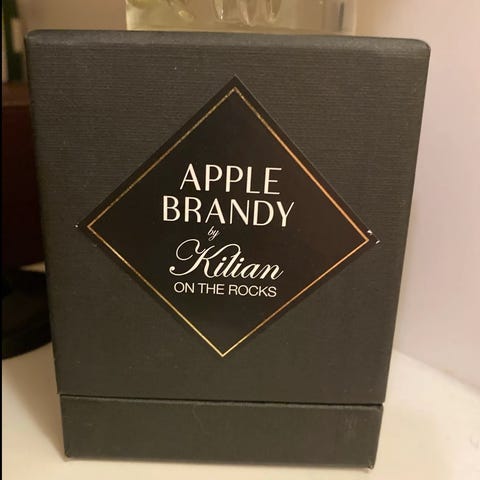 APPLE
BRANDY
by
Kilian
ON THE ROCKS